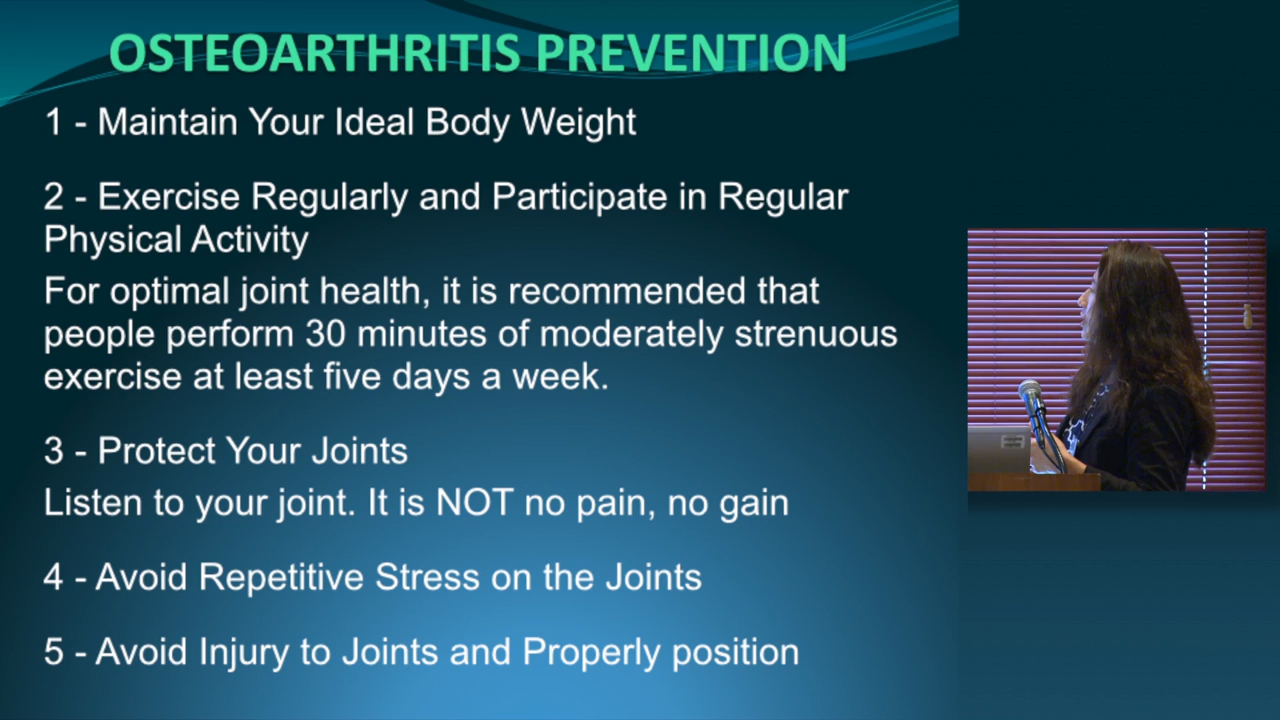 OSTEOARTHRITIS PREVENTION
1 - Maintain Your Ideal Body Weight
2 - Exercise Regularly and Participate in Regular
Physical Activity
For optimal joint health, it is recommended that
people perform 30 minutes of moderately strenuous
exercise at least five days a week.
3 - Protect Your Joints
Listen to your joint. It is NOT no pain, no gain
4 - Avoid Repetitive Stress on the Joints
5 - Avoid Injury to Joints and Properly position